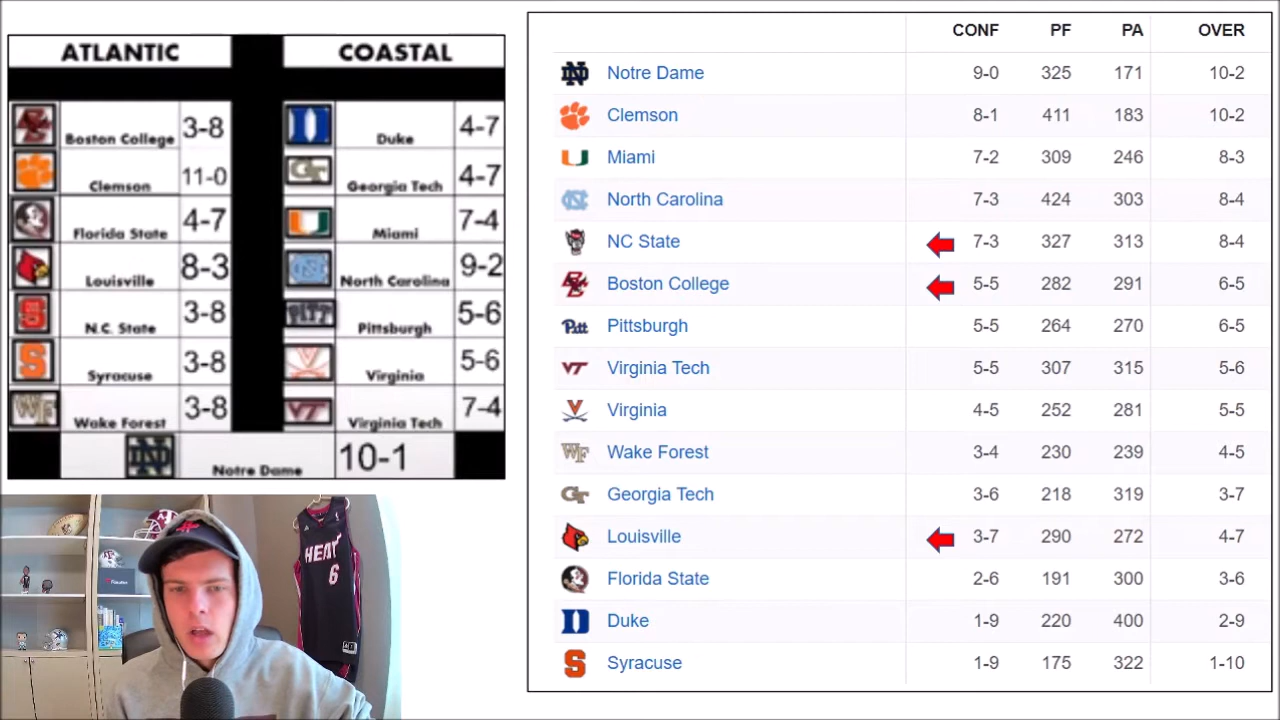 ATLANTIC COASTAL
Boston College 3-8 Duke 4-7
Clemson 11-0 Georgia Tech 4-7
Florida State 4-7 Miami 7-4
Louisville 8-3 North Carolina 9-2
N.C. State 3-8 PITT Pittsburgh 5-6
Syracuse 3-8 Virginia 5-6
Wake Forest 3-8 Virginia Tech 7-4
Notre Dame 10-1
CONF PF PA OVER
Notre Dame 9-0 325 171 10-2
Clemson 8-1 411 183 10-2
Miami 7-2 309 246 8-3
North Carolina 7-3 424 303 8-4
NC State 7-3 327 313 8-4
Boston College 5-5 282 291 6-5
Pitt Pittsburgh 5-5 264 270 6-5
Virginia Tech 5-5 307 315 5-6
Virginia 4-5 252 281 5-5
Wake Forest 3-4 230 239 4-5
Georgia Tech 3-6 218 319 3-7
Louisville 3-7 290 272 4-7
Florida State 2-6 191 300 3-6
Duke 1-9 220 400 2-9
Syracuse 1-9 175 322 1-10
HEAT
6